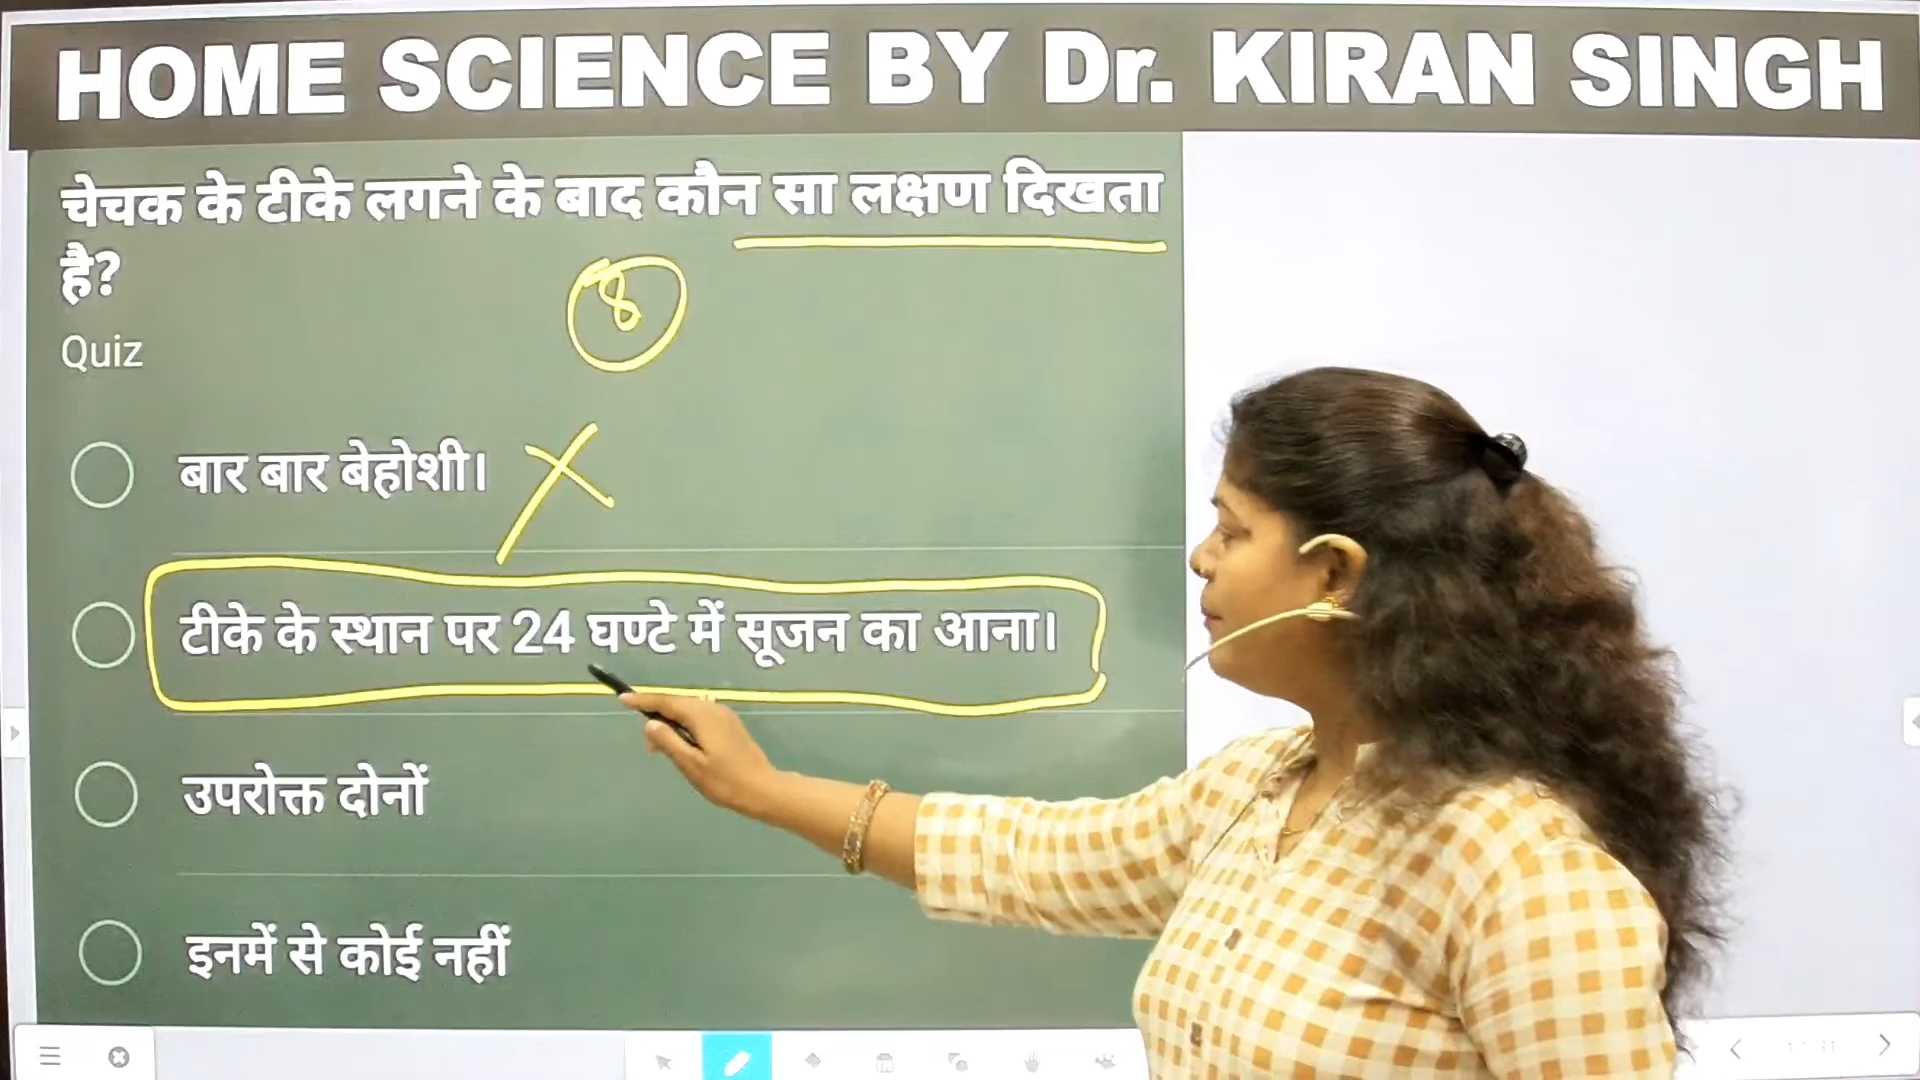 HOME SCIENCE BY Dr. KIRAN SINGH
चेचक के टीके लगने के बाद कौन सा लक्षण दिखता
है?
8
Quiz
बार बार बेहोशी।
टीके के स्थान पर 24 घण्टे में सूजन का आना।
उपरोक्त दोनों
इनमें से कोई नहीं